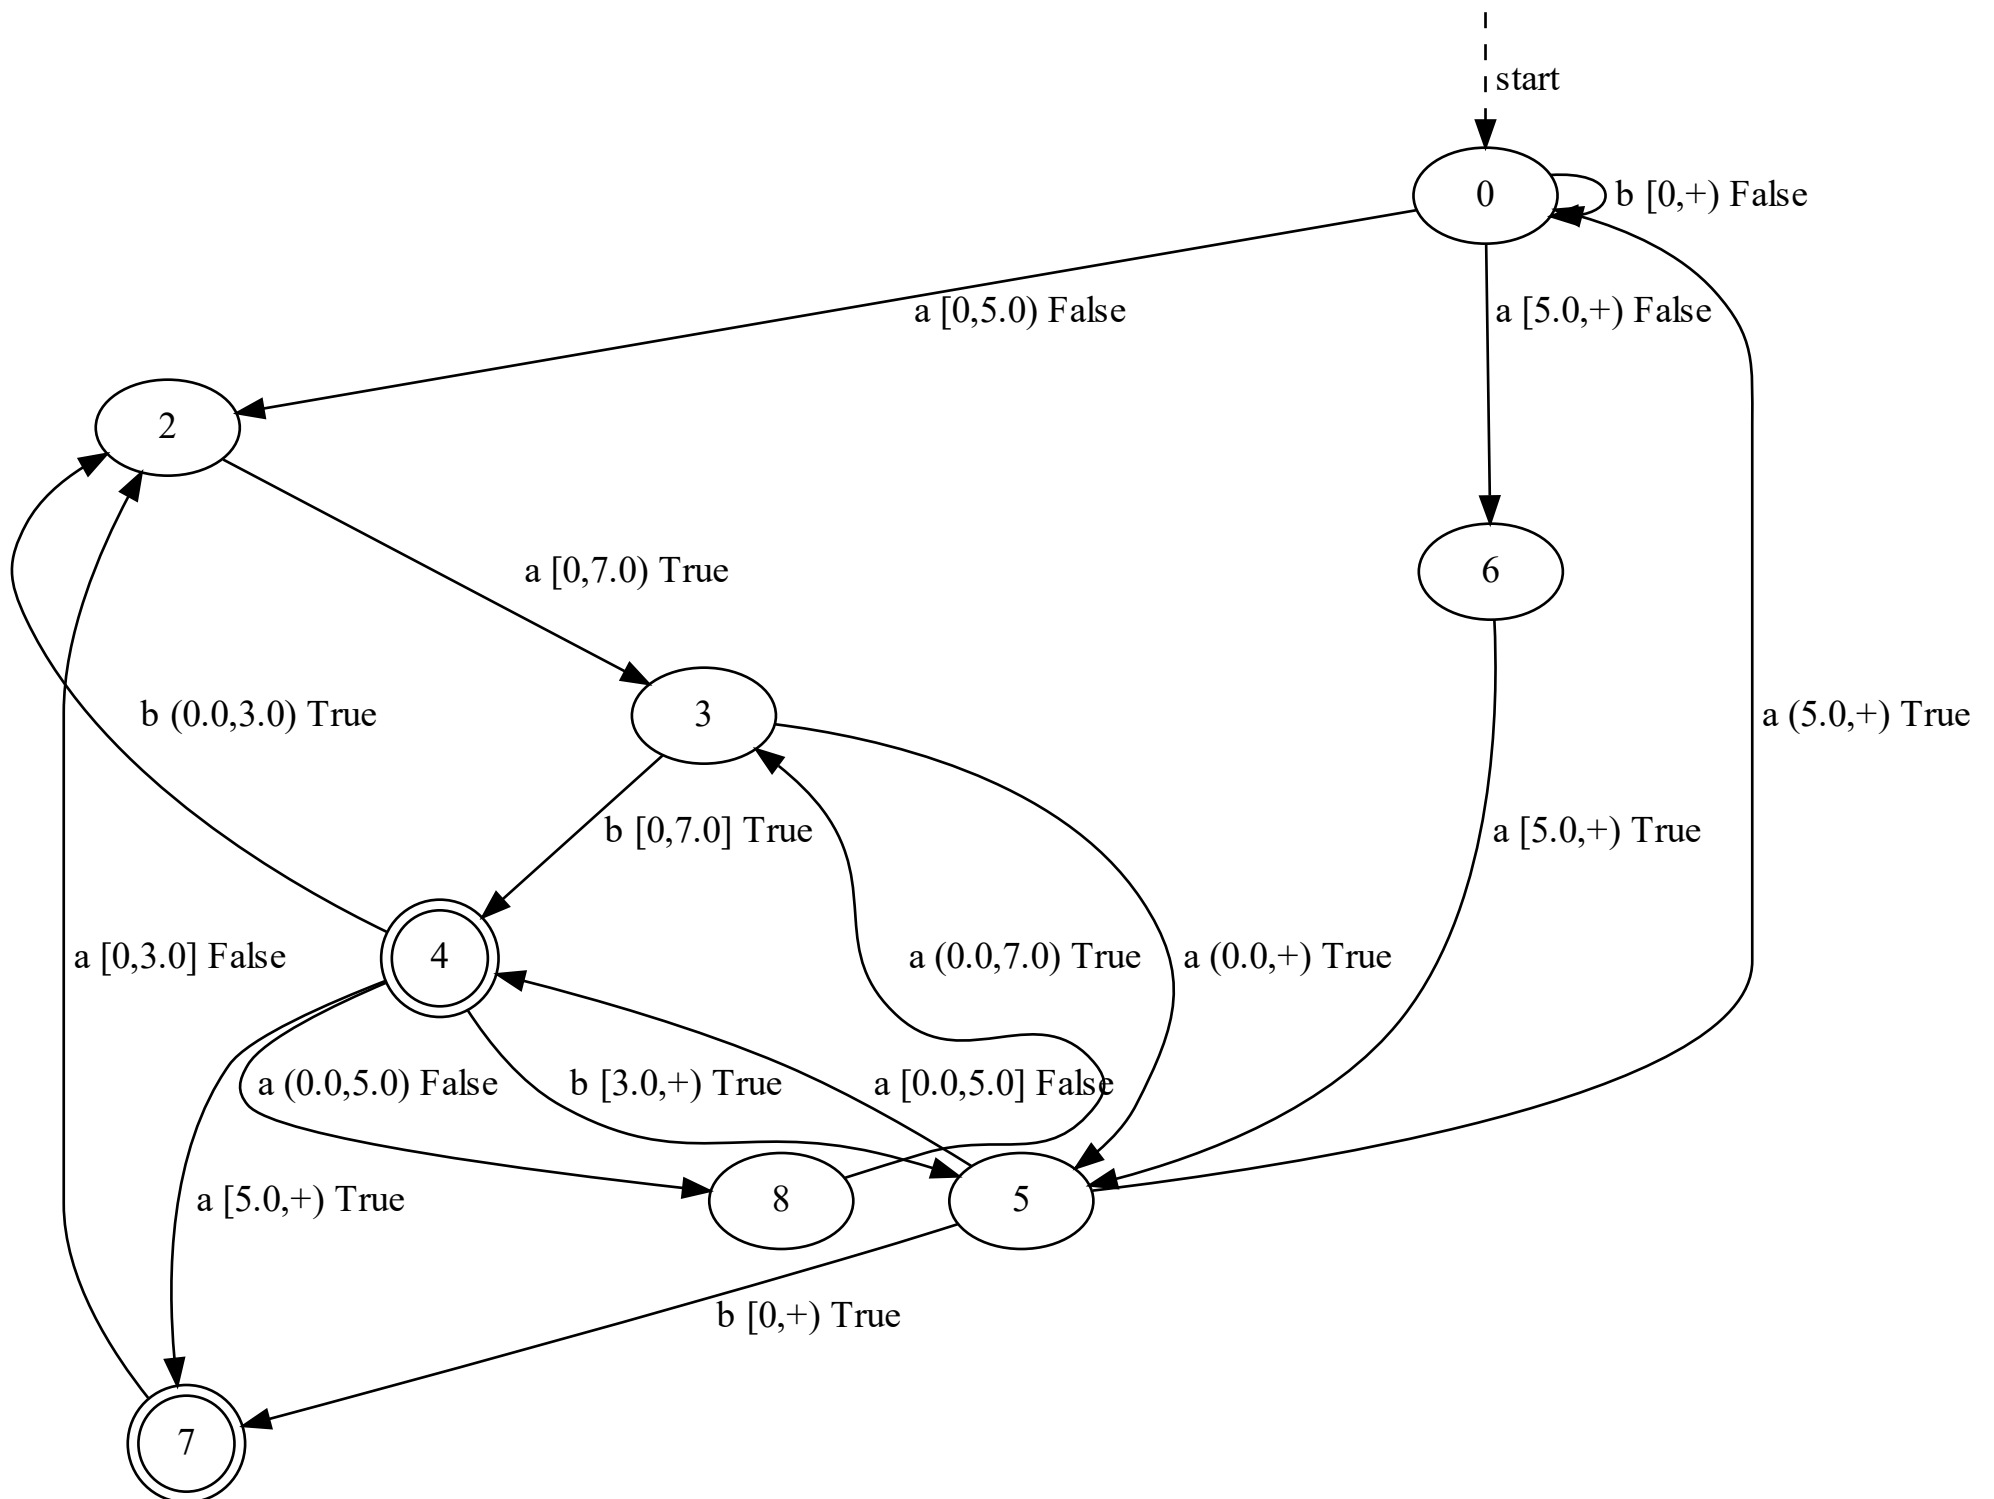 start
0
b [0,+) False
a [0,5.0) False
a [5.0,+) False
2
a [0,7.0) True
6
b (0.0,3.0) True
3
a (5.0,+) True
b [0,7.0] True
a [5.0,+) True
a [0,3.0] False
4
a (0.0,7.0) True
a (0.0,+) True
a (0.0,5.0) False
b [3.0,+) True
a [0.0,5.0] False
a [5.0,+) True
8
5
b [0,+) True
7